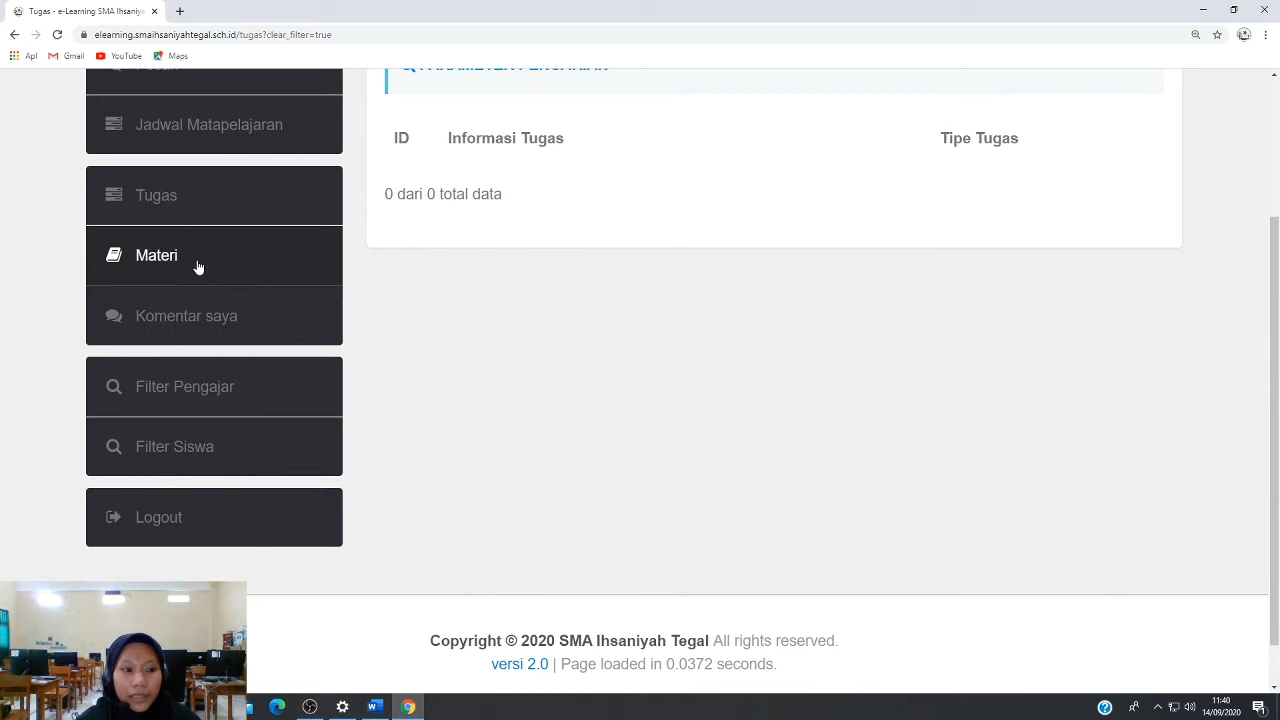 Tugas - e-Learning SMA Ihsaniyah
elearning.smaihsaniyahtegal.sch.id/tugas?clear_filter=true
Apl
Gmail
YouTube
Maps
Jadwal Matapelajaran
Tugas
Materi
Komentar saya
Filter Pengajar
Filter Siswa
Logout
PARAMETER PENCARIAN
ID Informasi Tugas Tipe Tugas
0 dari 0 total data
Copyright © 2020 SMA Ihsaniyah Tegal All rights reserved.
versi 2.0 | Page loaded in 0.0372 seconds.
11:40
14/09/2020